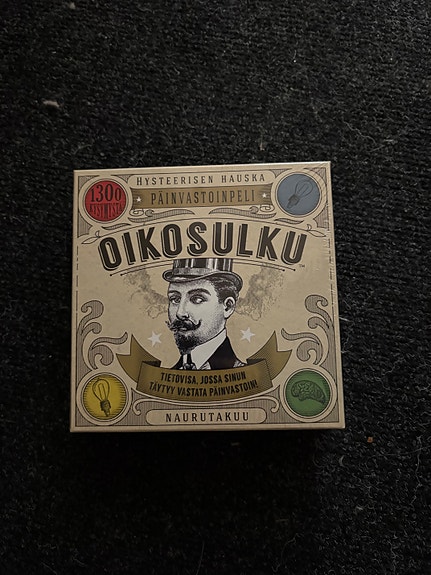 HYSTEERISEN HAUSKA
1300
KYSYMYSTÄ
PÄINVASTOINPELI
OIKOSULKU
TIETOVISA, JOSSA SINUN
TÄYTYY VASTATA PÄINVASTOIN!
NAURUTAKUU